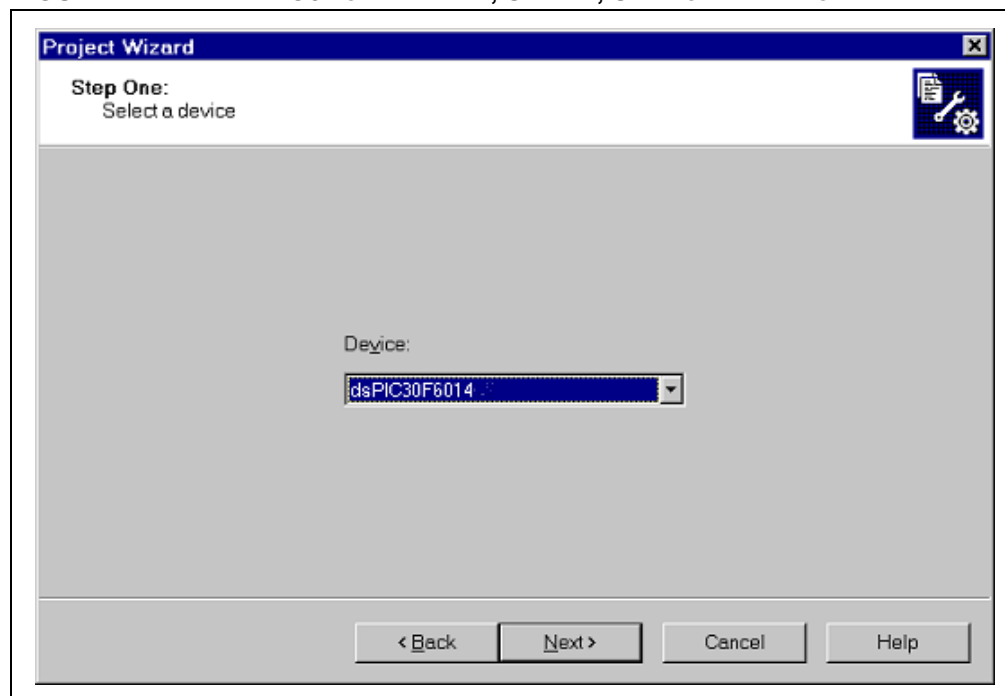 Project Wizard
Step One:
Select a device
Device:
dsPIC30F6014
< Back Next > Cancel Help